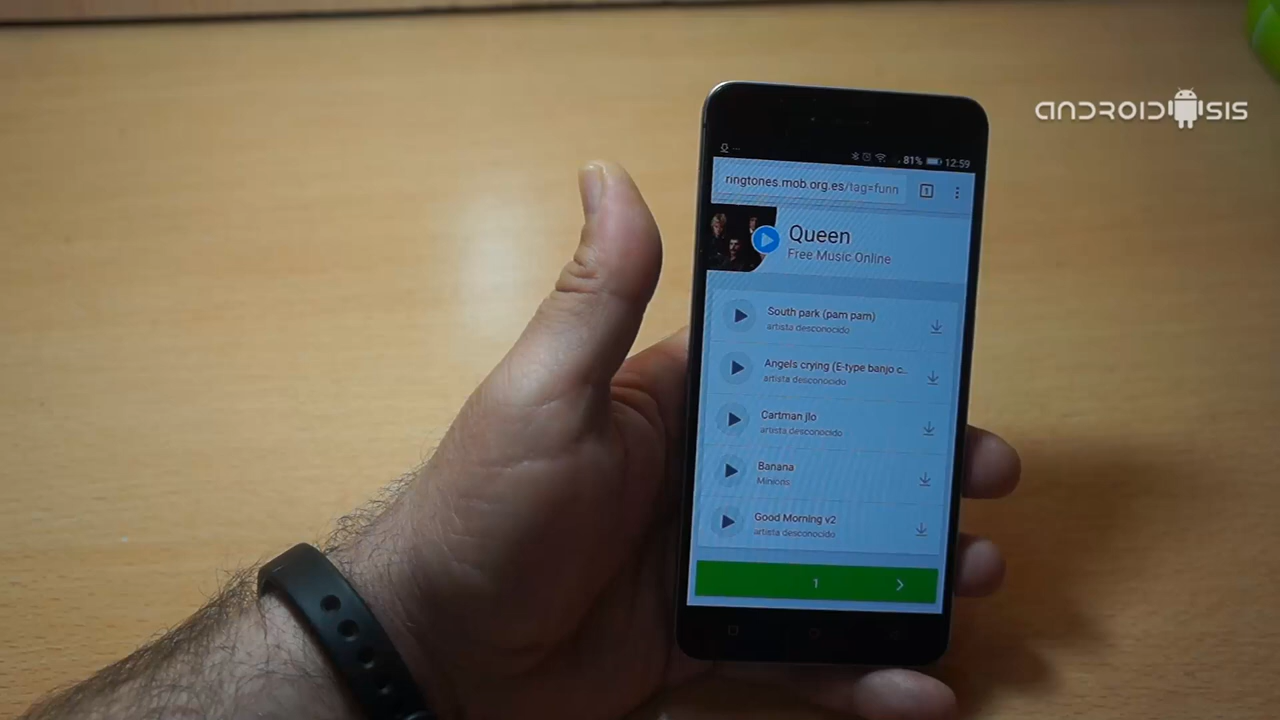 ANDROIDSIS
81% 12:59
ringtones.mob.org.es/tag=funn
1
Queen
Free Music Online
South park (pam pam)
artista desconocido
Angels crying (E-type banjo c...
artista desconocido
Cartman jlo
artista desconocido
Banana
Minions
Good Morning v2
artista desconocido
1